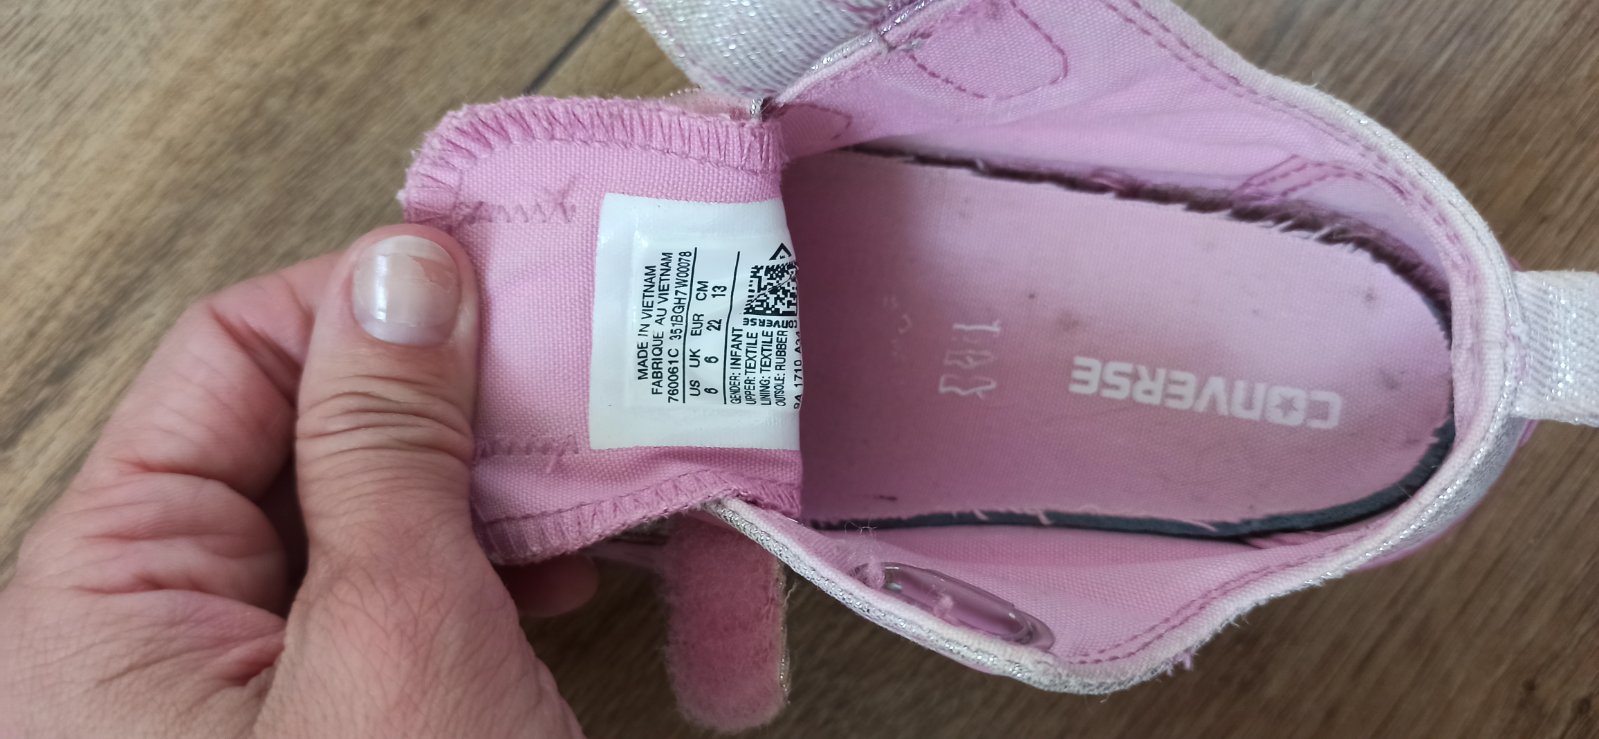 MADE IN VIETNAM
FABRIQUE AU VIETNAM
760061C 351BGH7W00078
US UK EUR CM
6 6 22 13
GENDER: INFANT
UPPER: TEXTILE
LINING: TEXTILE
OUTSOLE: RUBBER
CONVERSE
CONVERSE